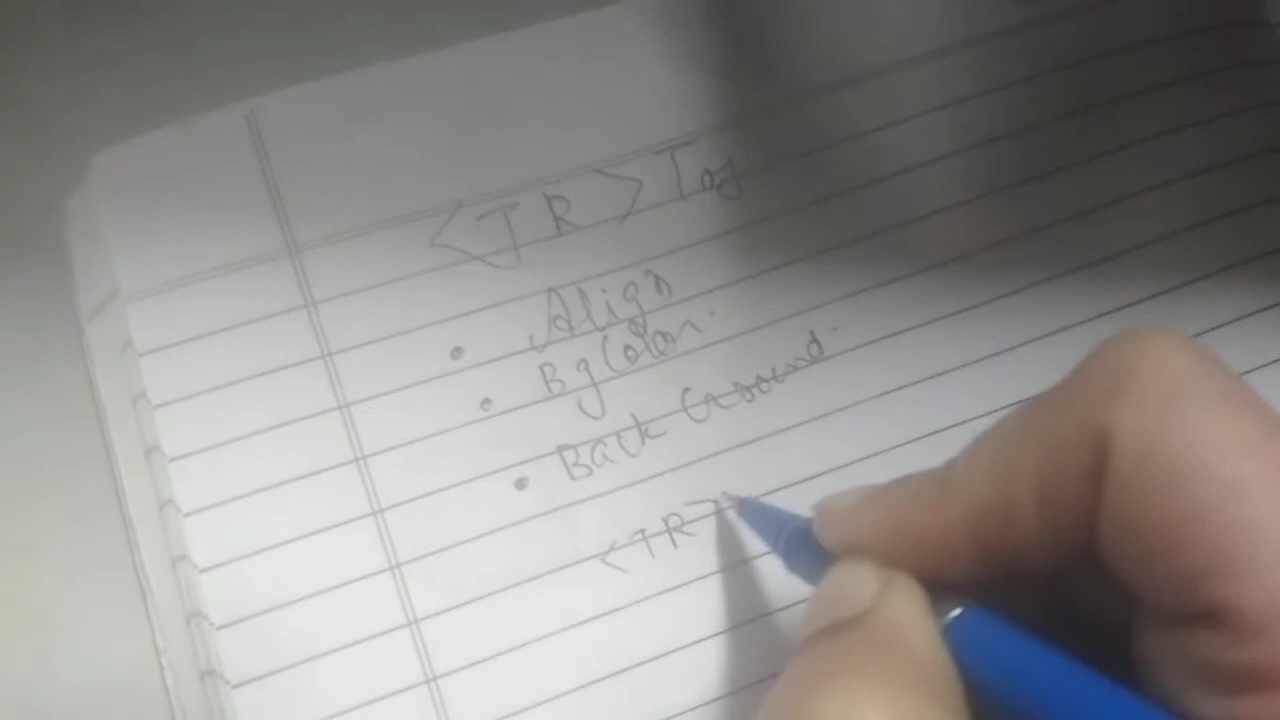 <TR> Tag
• Align
• Bg Color.
• Back Ground.
<TR>